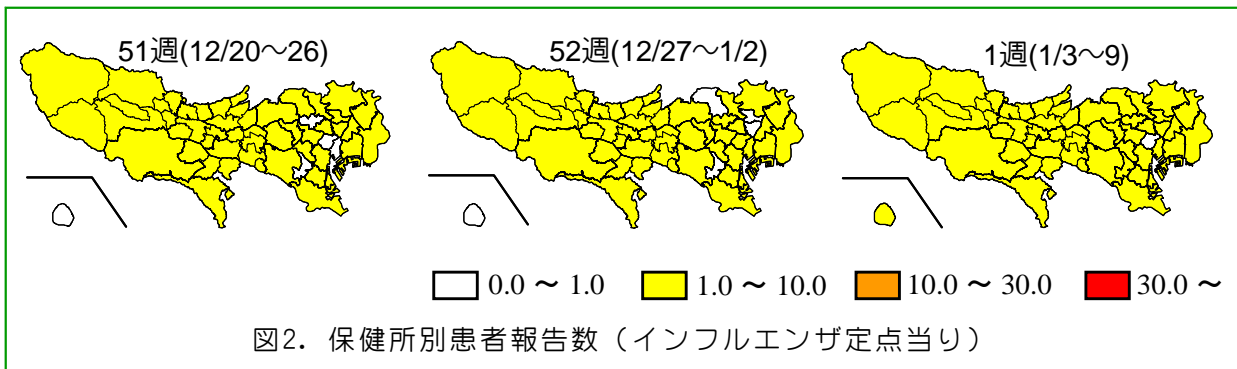 51週(12/20～26)
52週(12/27～1/2)
1週(1/3～9)
0.0 ～ 1.0
1.0 ～ 10.0
10.0 ～ 30.0
30.0 ～
図2. 保健所別患者報告数（インフルエンザ定点当り）